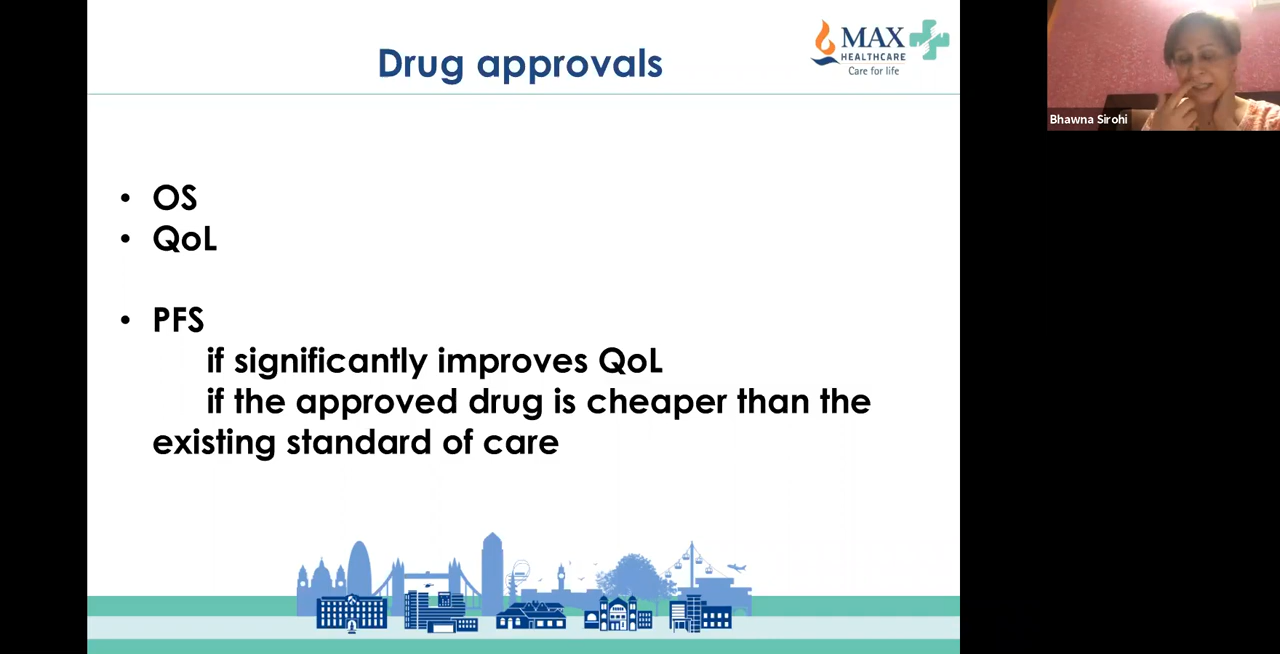 Drug approvals
MAX
HEALTHCARE
Care for life
Bhawna Sirohi
• OS
• QoL
• PFS
if significantly improves QoL
if the approved drug is cheaper than the
existing standard of care